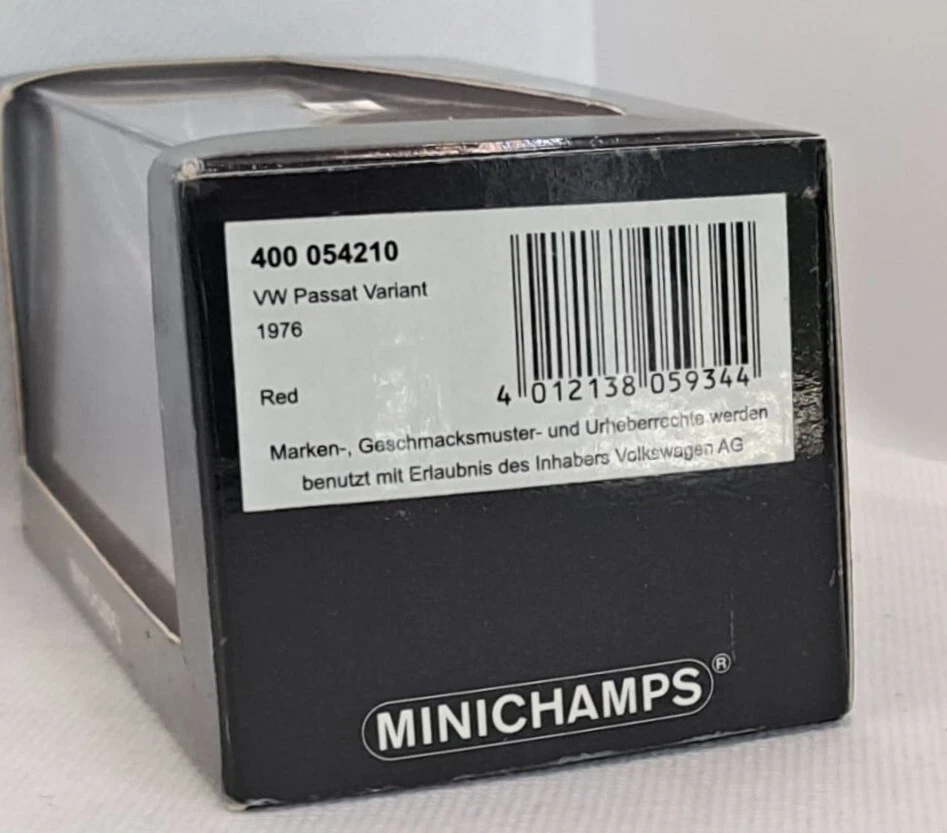 400 054210
VW Passat Variant
1976
Red
4 012138 059344
Marken-, Geschmacksmuster- und Urheberrechte werden
benutzt mit Erlaubnis des Inhabers Volkswagen AG
MINICHAMPS®